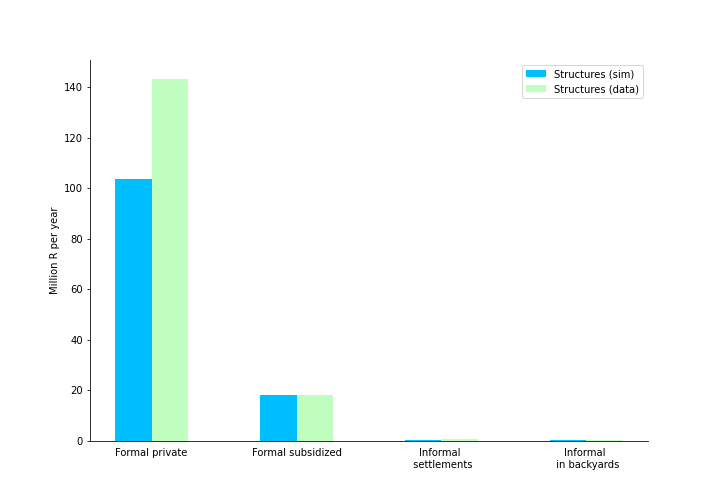 Structures (sim)
Structures (data)
Million R per year
140
120
100
80
60
40
20
0
Formal private
Formal subsidized
Informal
settlements
Informal
in backyards